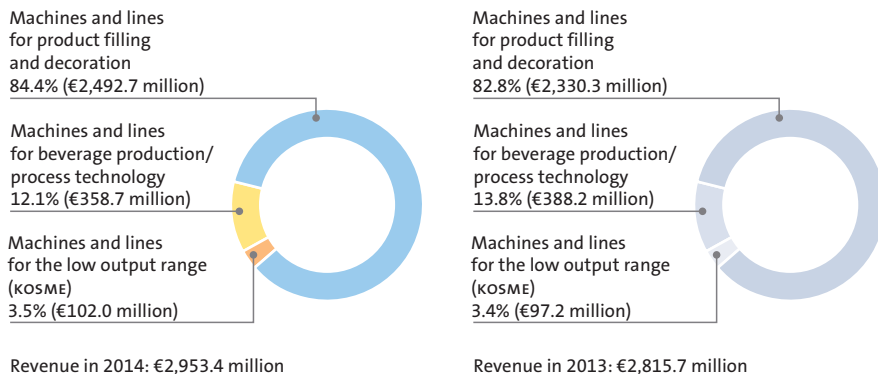 Machines and lines
for product filling
and decoration
84.4% (€2,492.7 million)
Machines and lines
for beverage production/
process technology
12.1% (€358.7 million)
Machines and lines
for the low output range
(KOSME)
3.5% (€102.0 million)
Revenue in 2014: €2,953.4 million
Machines and lines
for product filling
and decoration
82.8% (€2,330.3 million)
Machines and lines
for beverage production/
process technology
13.8% (€388.2 million)
Machines and lines
for the low output range
(KOSME)
3.4% (€97.2 million)
Revenue in 2013: €2,815.7 million